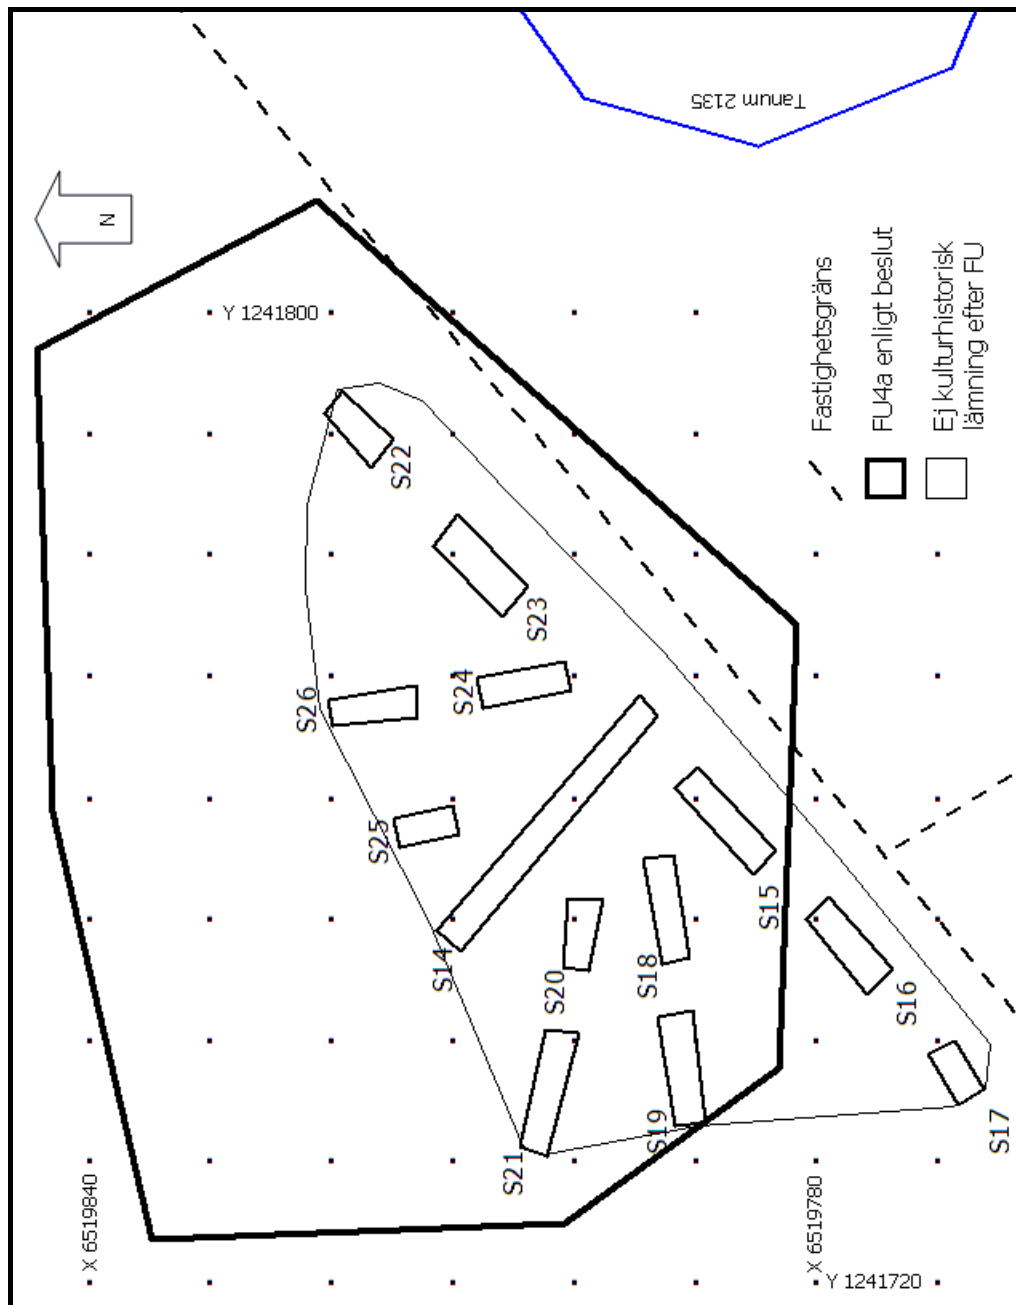 Tanum 2135
N
Y 1241800
Fastighetsgräns
FU4a enligt beslut
Ej kulturhistorisk
lämning efter FU
S22
S23
S24
S26
S25
S14
S20
S18
S15
S16
S19
S21
S17
X 6519840
X 6519780
Y 1241720